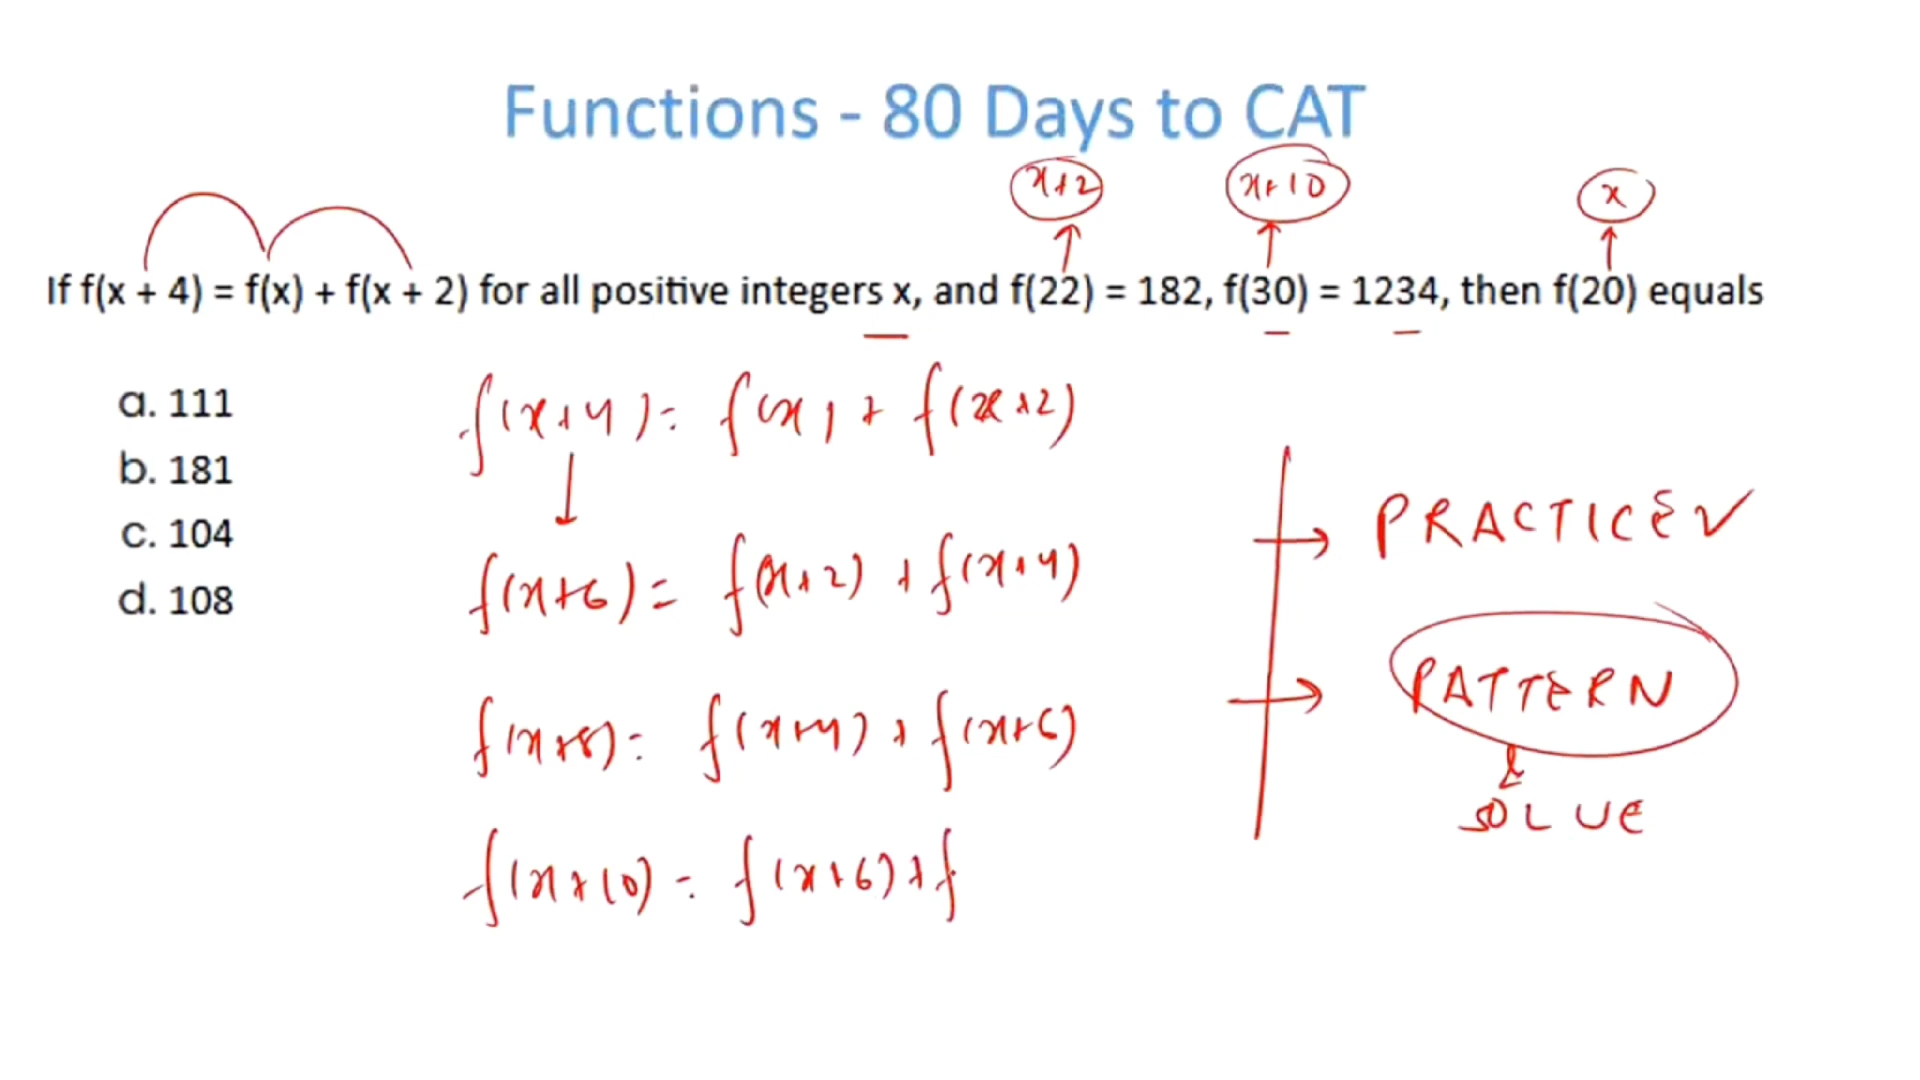 Functions - 80 Days to CAT
x+2 x+10 x
If f(x + 4) = f(x) + f(x + 2) for all positive integers x, and f(22) = 182, f(30) = 1234, then f(20) equals
a. 111
b. 181
c. 104
d. 108
f(x+4) = f(x) + f(x+2)
f(x+6) = f(x+2) + f(x+4)
f(x+8) = f(x+4) + f(x+6)
f(x+10) = f(x+6) + f
PRACTICE ✓
PATTERN
SOLVE